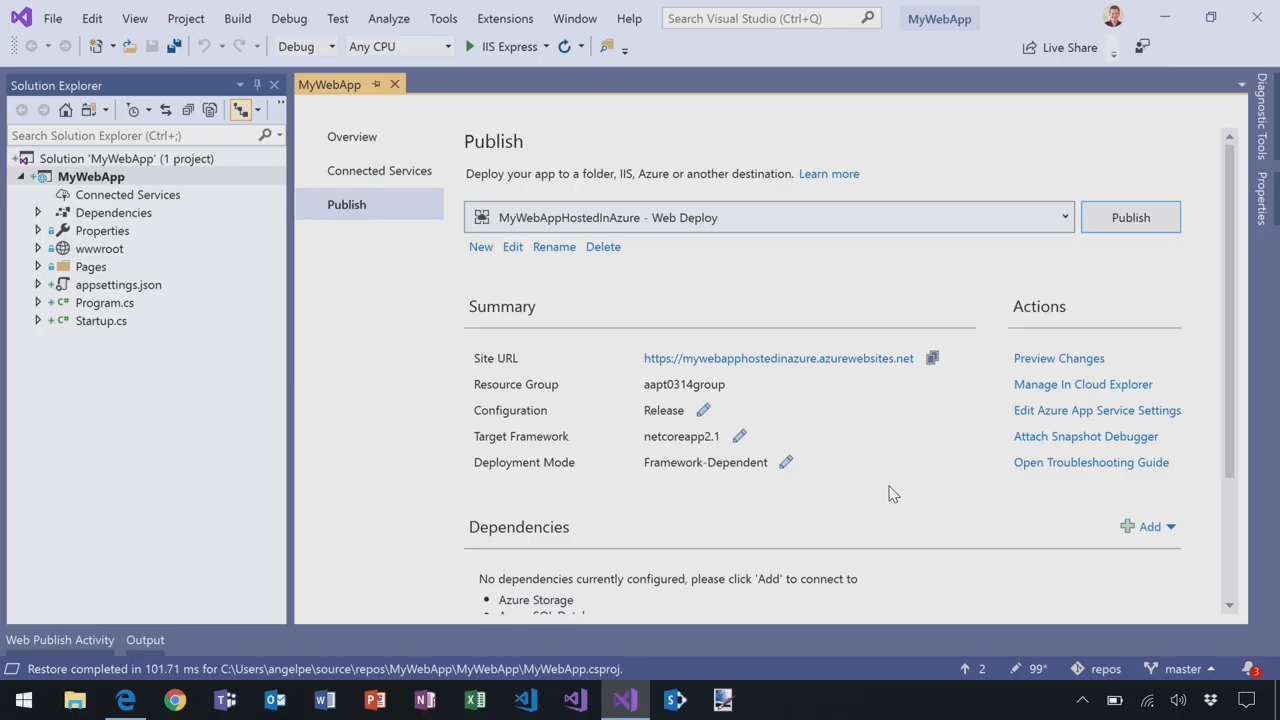 File Edit View Project Build Debug Test Analyze Tools Extensions Window Help Search Visual Studio (Ctrl+Q) MyWebApp
Debug Any CPU IIS Express Live Share
Solution Explorer
Search Solution Explorer (Ctrl+;)
Solution 'MyWebApp' (1 project)
MyWebApp
Connected Services
Dependencies
Properties
wwwroot
Pages
appsettings.json
C# Program.cs
C# Startup.cs
MyWebApp
Overview
Connected Services
Publish
Publish
Deploy your app to a folder, IIS, Azure or another destination. Learn more
MyWebAppHostedInAzure - Web Deploy Publish
New Edit Rename Delete
Summary
Site URL https://mywebapphostedinazure.azurewebsites.net
Resource Group aapt0314group
Configuration Release
Target Framework netcoreapp2.1
Deployment Mode Framework-Dependent
Actions
Preview Changes
Manage In Cloud Explorer
Edit Azure App Service Settings
Attach Snapshot Debugger
Open Troubleshooting Guide
Dependencies Add
No dependencies currently configured, please click 'Add' to connect to
• Azure Storage
Diagnostic Tools
Properties
Web Publish Activity Output
Restore completed in 101.71 ms for C:\Users\angelpe\source\repos\MyWebApp\MyWebApp\MyWebApp.csproj. 2 99* repos master 3